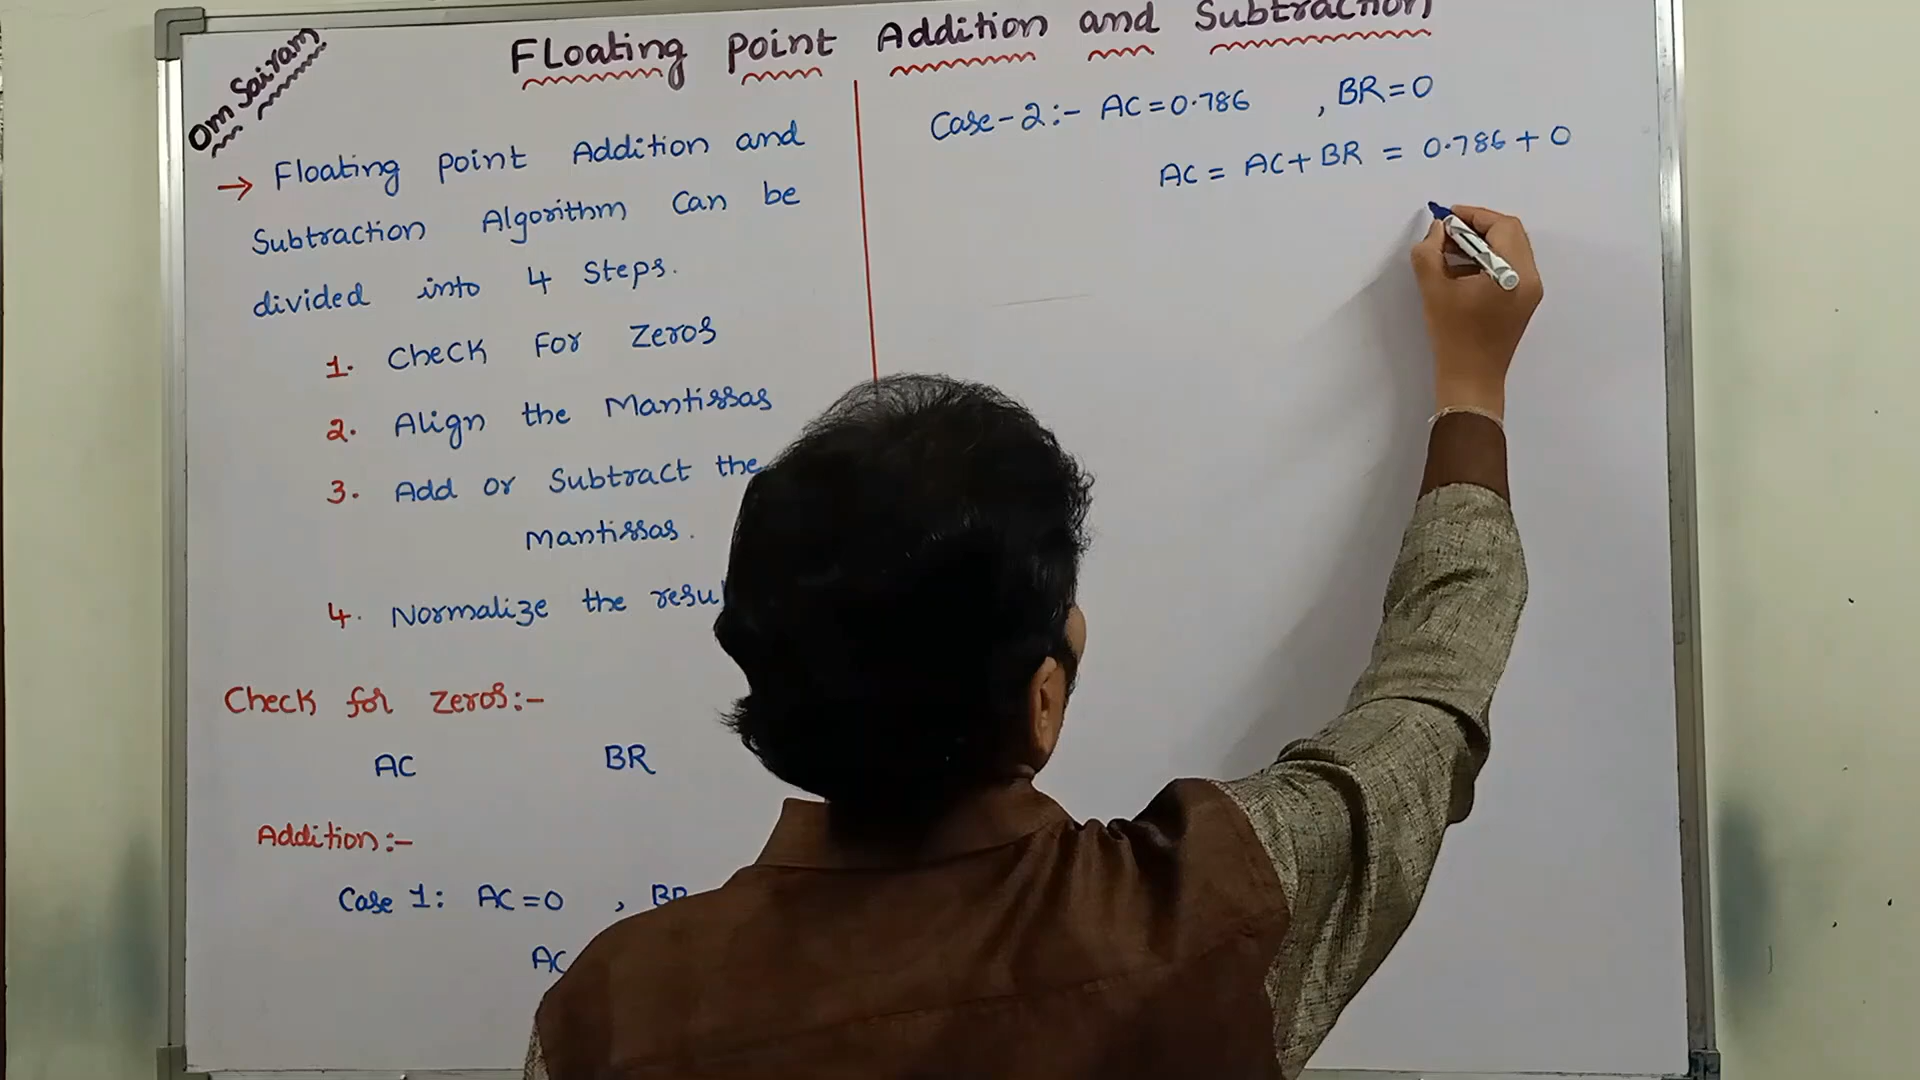 Om Sairam
Floating Point Addition and Subtraction
→ Floating point Addition and
Subtraction Algorithm Can be
divided into 4 Steps.
1. Check For Zeros
2. Align the Mantissas
3. Add or Subtract the
Mantissas.
4. Normalize the resul
Check for Zeros:-
AC BR
Addition:-
Case 1: AC=0 , BR
AC
Case-2:- AC=0.786 , BR=0
AC = AC+BR = 0.786+0